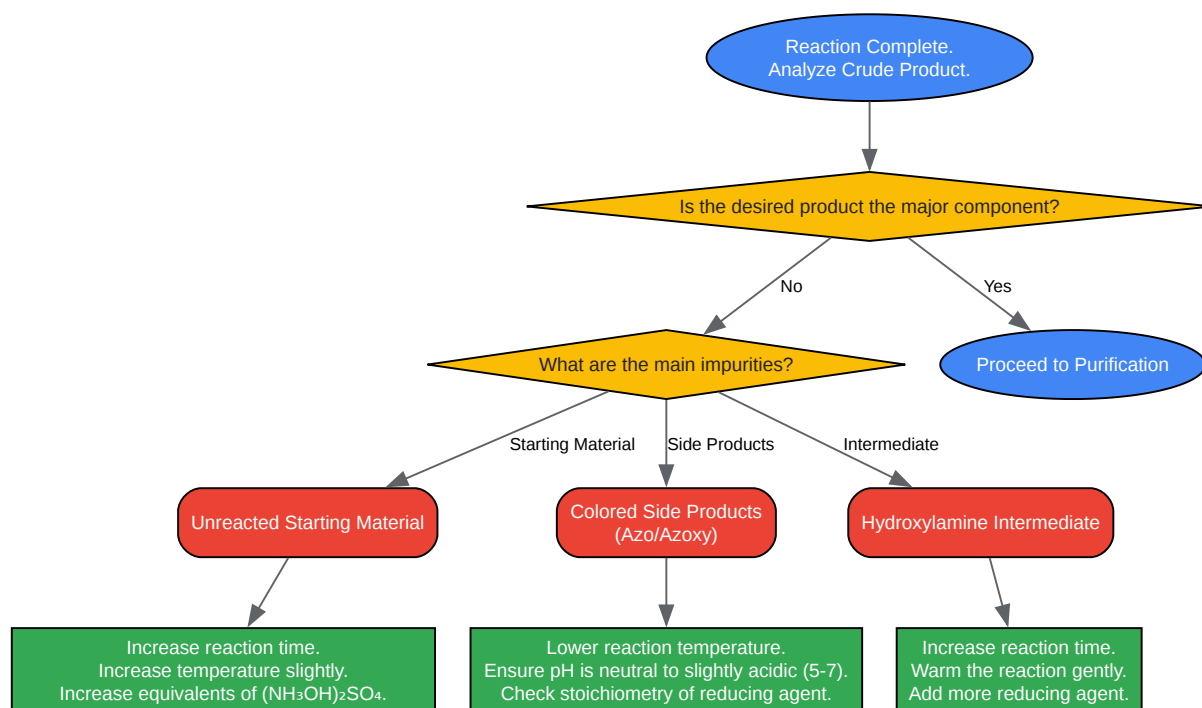 Reaction Complete.
Analyze Crude Product.
Is the desired product the major component?
No
Yes
What are the main impurities?
Proceed to Purification
Starting Material
Side Products
Intermediate
Unreacted Starting Material
Colored Side Products
(Azo/Azoxy)
Hydroxylamine Intermediate
Increase reaction time.
Increase temperature slightly.
Increase equivalents of (NH₃OH)₂SO₄.
Lower reaction temperature.
Ensure pH is neutral to slightly acidic (5-7).
Check stoichiometry of reducing agent.
Increase reaction time.
Warm the reaction gently.
Add more reducing agent.